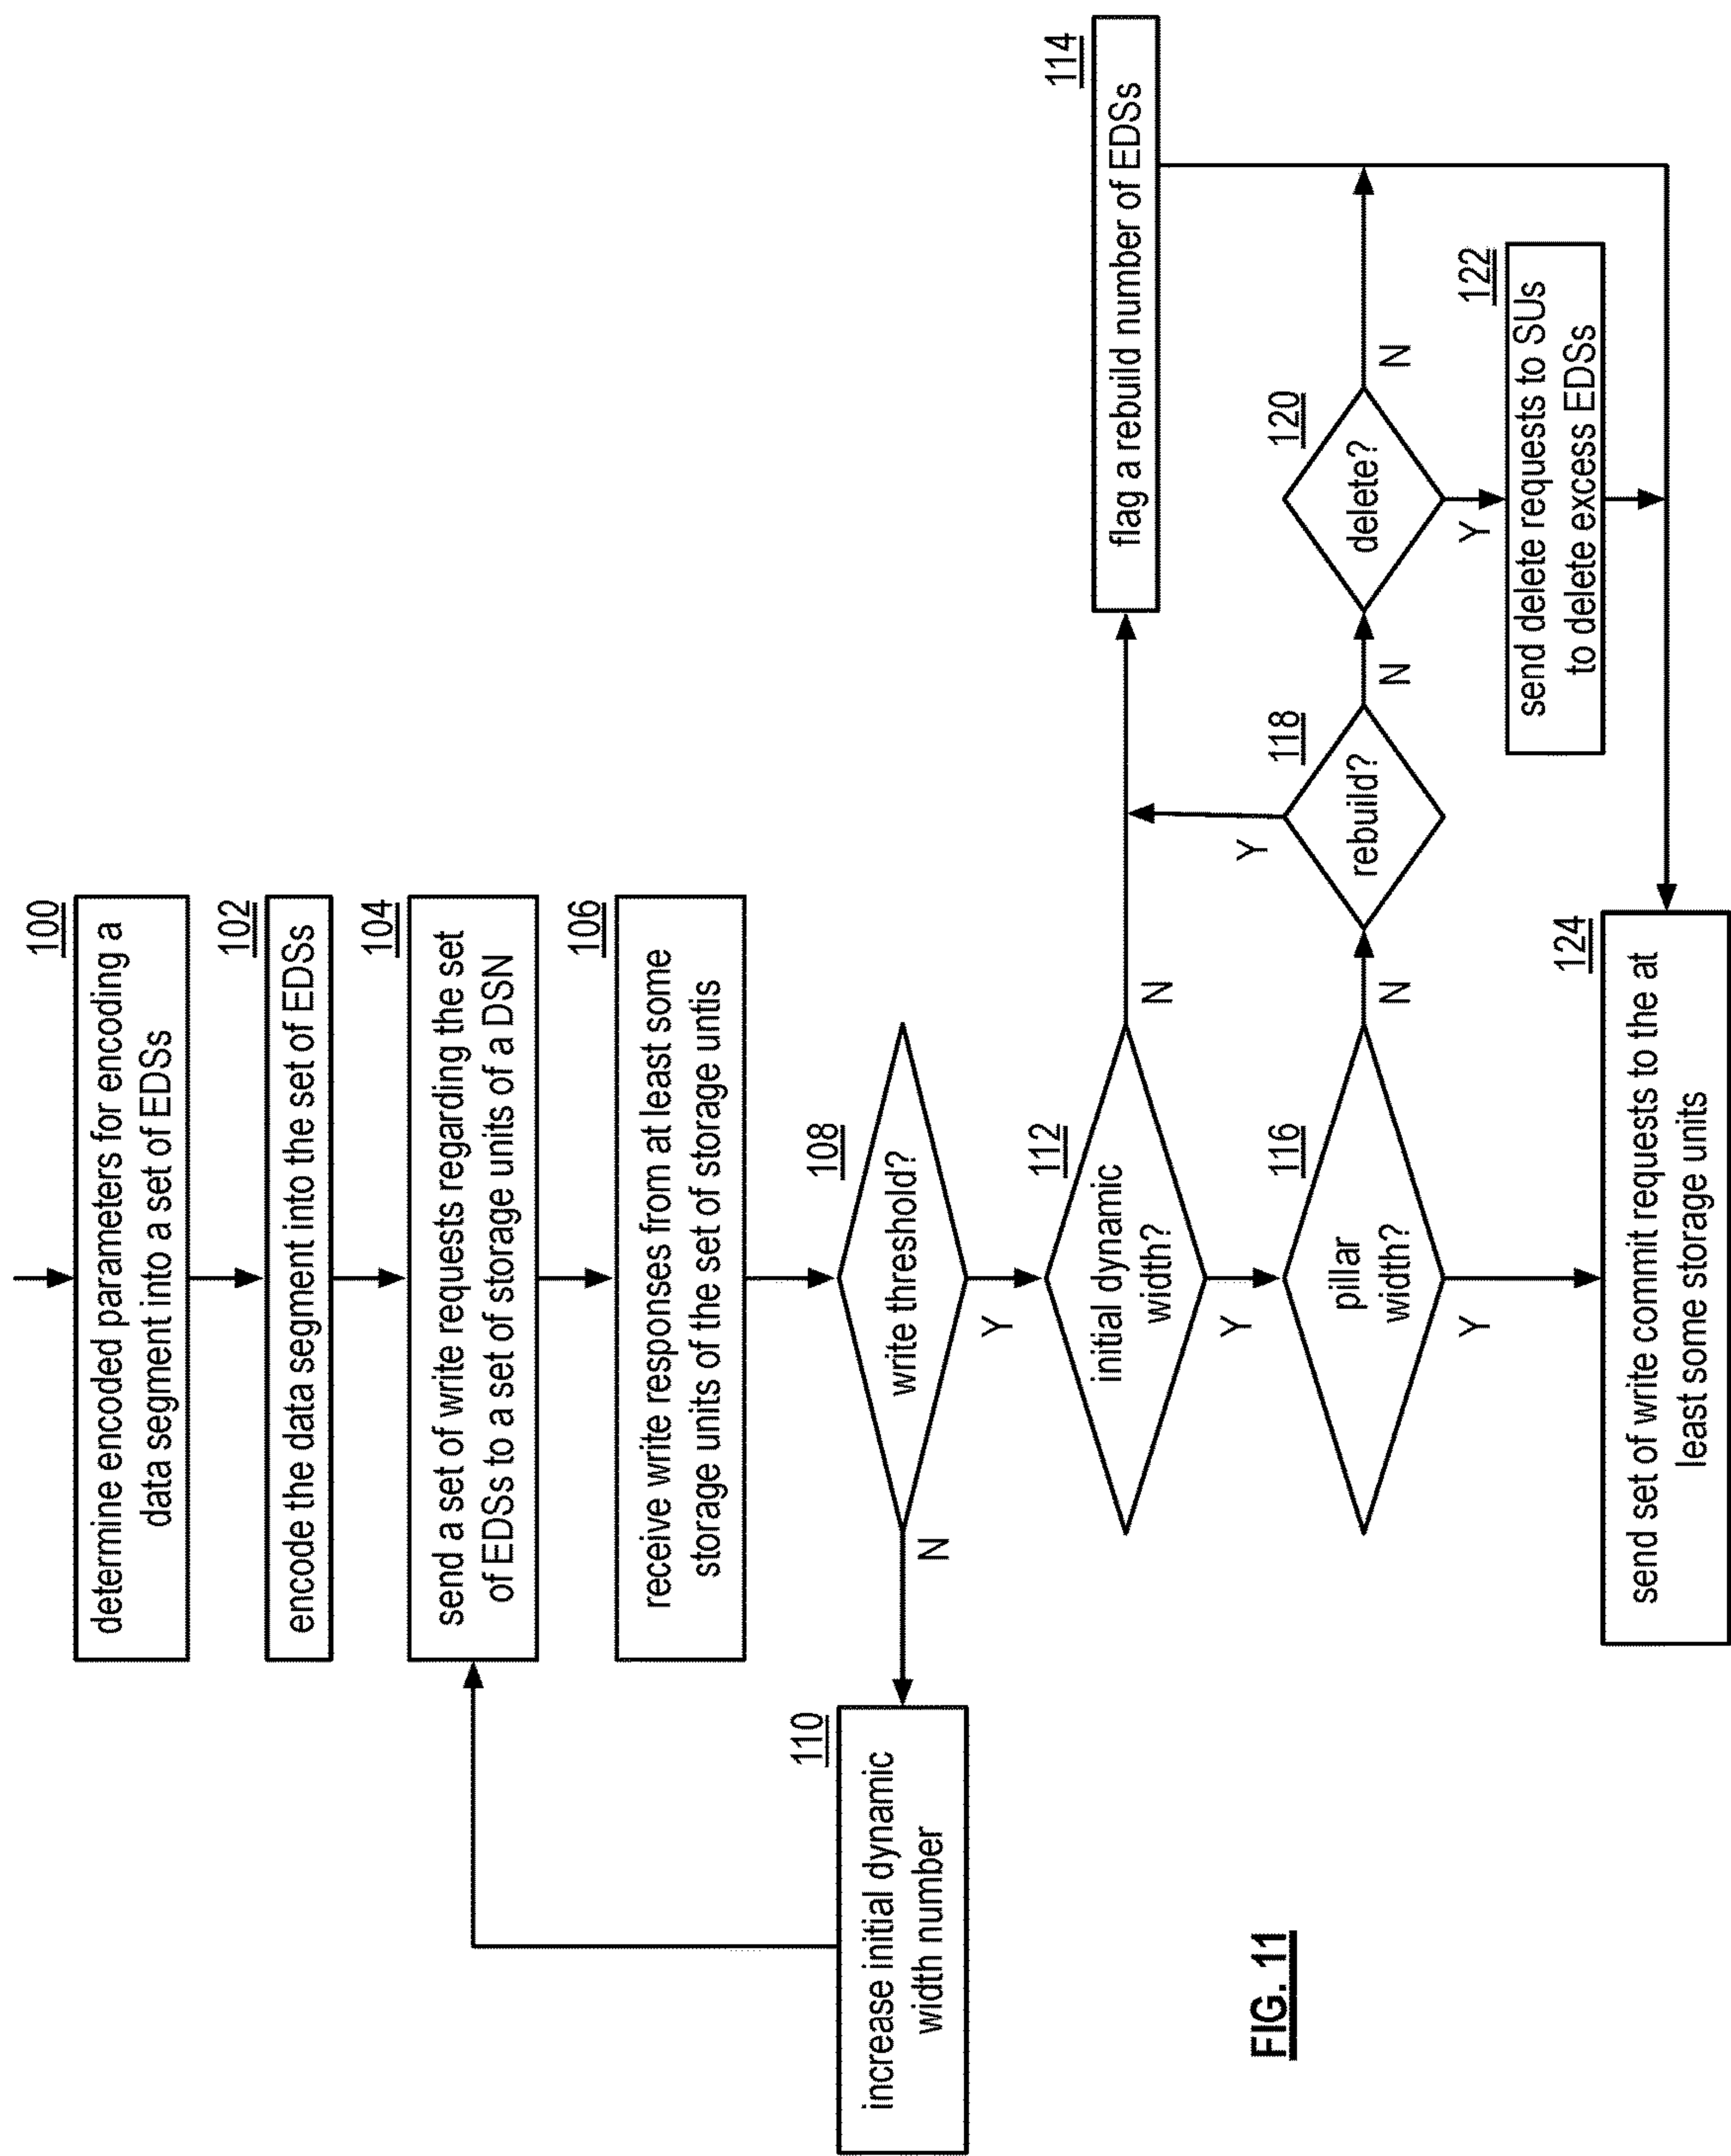 100
determine encoded parameters for encoding a
data segment into a set of EDSs
102
encode the data segment into the set of EDSs
104
send a set of write requests regarding the set
of EDSs to a set of storage units of a DSN
106
receive write responses from at least some
storage units of the set of storage untis
108
write threshold?
N
Y
110
increase initial dynamic
width number
112
initial dynamic
width?
N
Y
114
flag a rebuild number of EDSs
116
pillar
width?
N
Y
118
rebuild?
Y
N
120
delete?
N
Y
122
send delete requests to SUs
to delete excess EDSs
124
send set of write commit requests to the at
least some storage units
FIG. 11